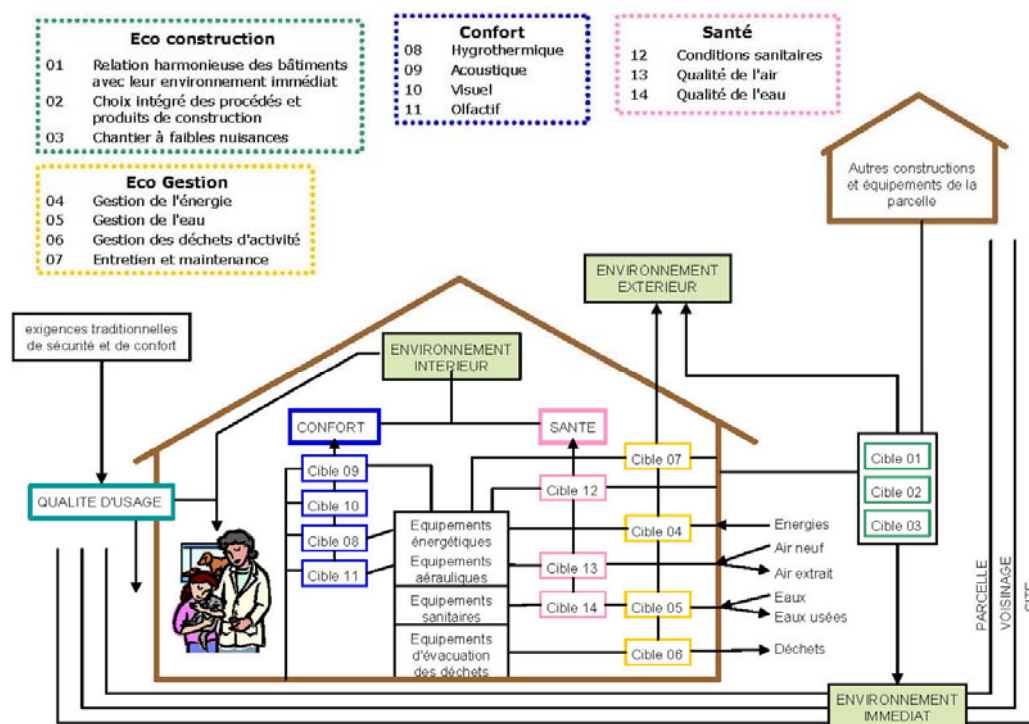 Eco construction
01 Relation harmonieuse des bâtiments
avec leur environnement immédiat
02 Choix intégré des procédés et
produits de construction
03 Chantier à faibles nuisances
Confort
08 Hygrothermique
09 Acoustique
10 Visuel
11 Olfactif
Santé
12 Conditions sanitaires
13 Qualité de l'air
14 Qualité de l'eau
Eco Gestion
04 Gestion de l'énergie
05 Gestion de l'eau
06 Gestion des déchets d'activité
07 Entretien et maintenance
Autres constructions
et équipements de la
parcelle
ENVIRONNEMENT
EXTERIEUR
exigences traditionnelles
de sécurité et de confort
ENVIRONNEMENT
INTERIEUR
CONFORT
SANTE
Cible 09
Cible 10
Cible 08
Cible 11
Cible 07
Cible 12
Cible 04
Cible 13
Cible 14
Cible 05
Cible 06
Cible 01
Cible 02
Cible 03
QUALITE D'USAGE
Equipements
énergétiques
Equipements
aérauliques
Equipements
sanitaires
Equipements
d'évacuation
des déchets
Energies
Air neuf
Air extrait
Eaux
Eaux usées
Déchets
PARCELLE
VOISINAGE
SITE
ENVIRONNEMENT
IMMEDIAT